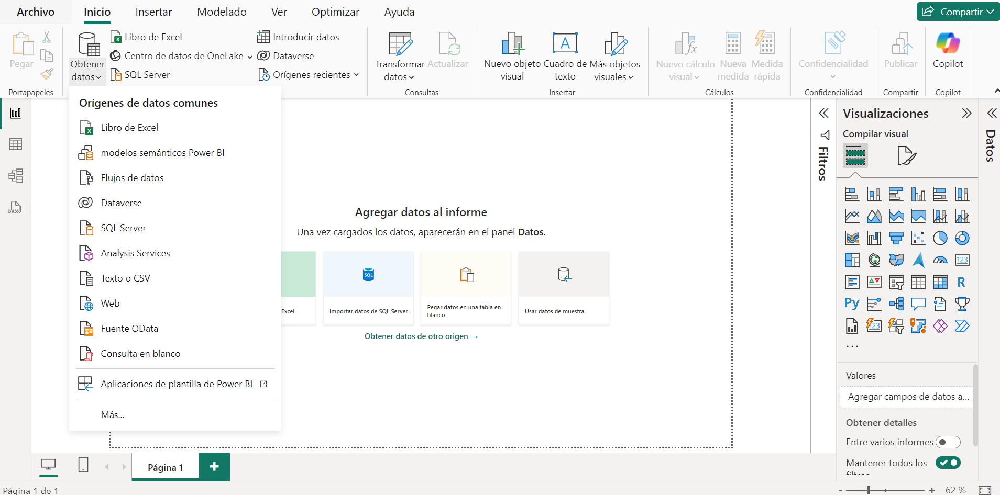 Archivo
Inicio
Insertar
Modelado
Ver
Optimizar
Ayuda
Compartir
Pegar
Portapapeles
Obtener
datos
Libro de Excel
Centro de datos de OneLake
SQL Server
Introducir datos
Dataverse
Orígenes recientes
Transformar
datos
Actualizar
Consultas
Nuevo objeto
visual
Cuadro de
texto
A
Más objetos
visuales
Insertar
Nuevo cálculo
visual
Nueva
medida
Medida
rápida
Cálculos
Confidencialidad
Confidencialidad
Publicar
Compartir
Copilot
Copilot
DAX
Orígenes de datos comunes
Libro de Excel
modelos semánticos Power BI
Flujos de datos
Dataverse
SQL Server
Analysis Services
Texto o CSV
Web
Fuente OData
Consulta en blanco
Aplicaciones de plantilla de Power BI
Más...
Agregar datos al informe
Una vez cargados los datos, aparecerán en el panel Datos.
Excel
SQL
Importar datos de SQL Server
Pegar datos en una tabla en
blanco
Usar datos de muestra
Obtener datos de otro origen →
Filtros
Visualizaciones
Compilar visual
123
R
Py
123
...
Valores
Agregar campos de datos a...
Obtener detalles
Entre varios informes
Mantener todos los
filtros
Datos
Página 1
Página 1 de 1
- + 62 %